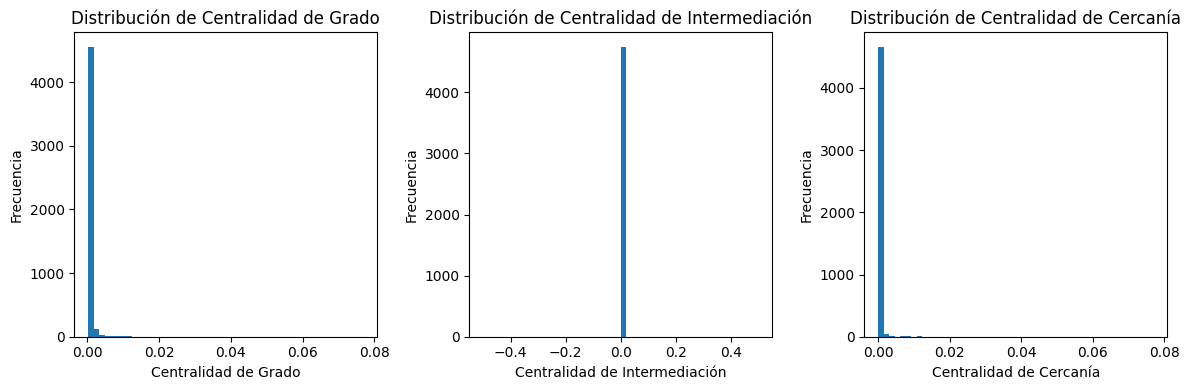 Distribución de Centralidad de Grado
Frecuencia
4000
3000
2000
1000
0
0.00 0.02 0.04 0.06 0.08
Centralidad de Grado
Distribución de Centralidad de Intermediación
Frecuencia
4000
3000
2000
1000
0
−0.4 −0.2 0.0 0.2 0.4
Centralidad de Intermediación
Distribución de Centralidad de Cercanía
Frecuencia
4000
3000
2000
1000
0
0.00 0.02 0.04 0.06 0.08
Centralidad de Cercanía